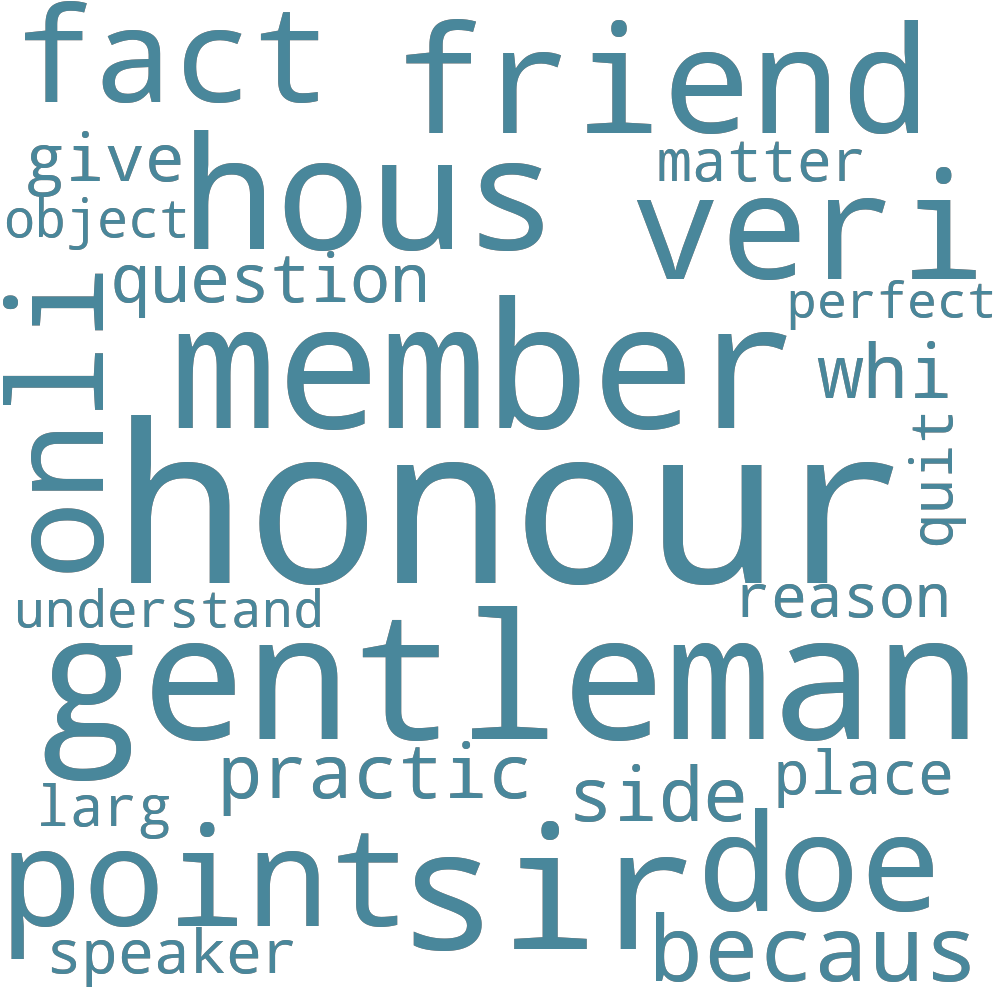 fact
friend
give
hous
matter
object
veri
question
perfect
onli
member
whi
honour
quit
understand
reason
gentleman
practic
side
place
larg
point
sir
doe
speaker
becaus